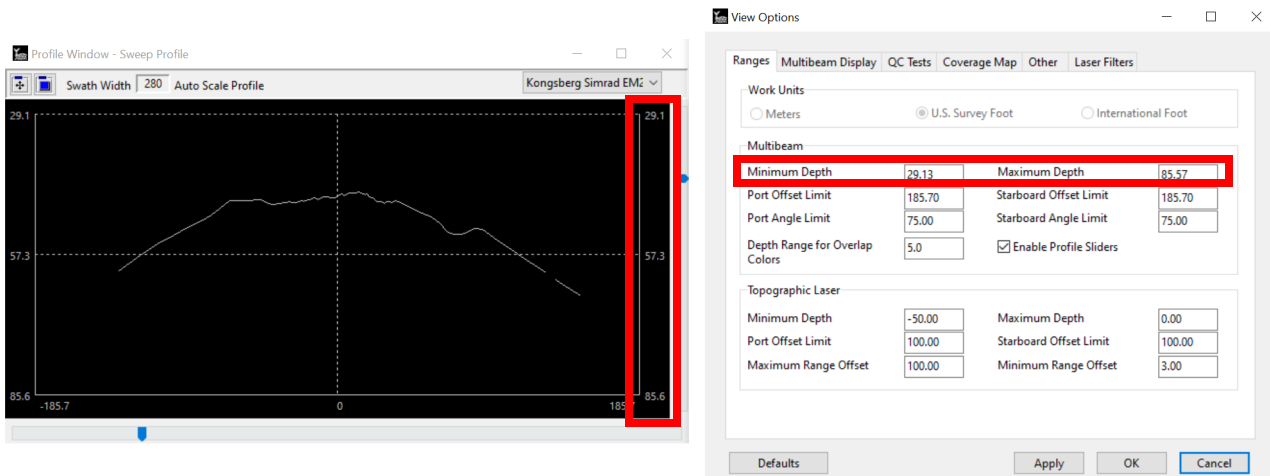 Profile Window - Sweep Profile
Swath Width 280 Auto Scale Profile Kongsberg Simrad EM2
29.1 29.1
57.3 57.3
85.6 85.6
-185.7 0 185.7
View Options
Ranges Multibeam Display QC Tests Coverage Map Other Laser Filters
Work Units
Meters U.S. Survey Foot International Foot
Multibeam
Minimum Depth 29.13 Maximum Depth 85.57
Port Offset Limit 185.70 Starboard Offset Limit 185.70
Port Angle Limit 75.00 Starboard Angle Limit 75.00
Depth Range for Overlap 5.0 Enable Profile Sliders
Colors
Topographic Laser
Minimum Depth -50.00 Maximum Depth 0.00
Port Offset Limit 100.00 Starboard Offset Limit 100.00
Maximum Range Offset 100.00 Minimum Range Offset 3.00
Defaults Apply OK Cancel